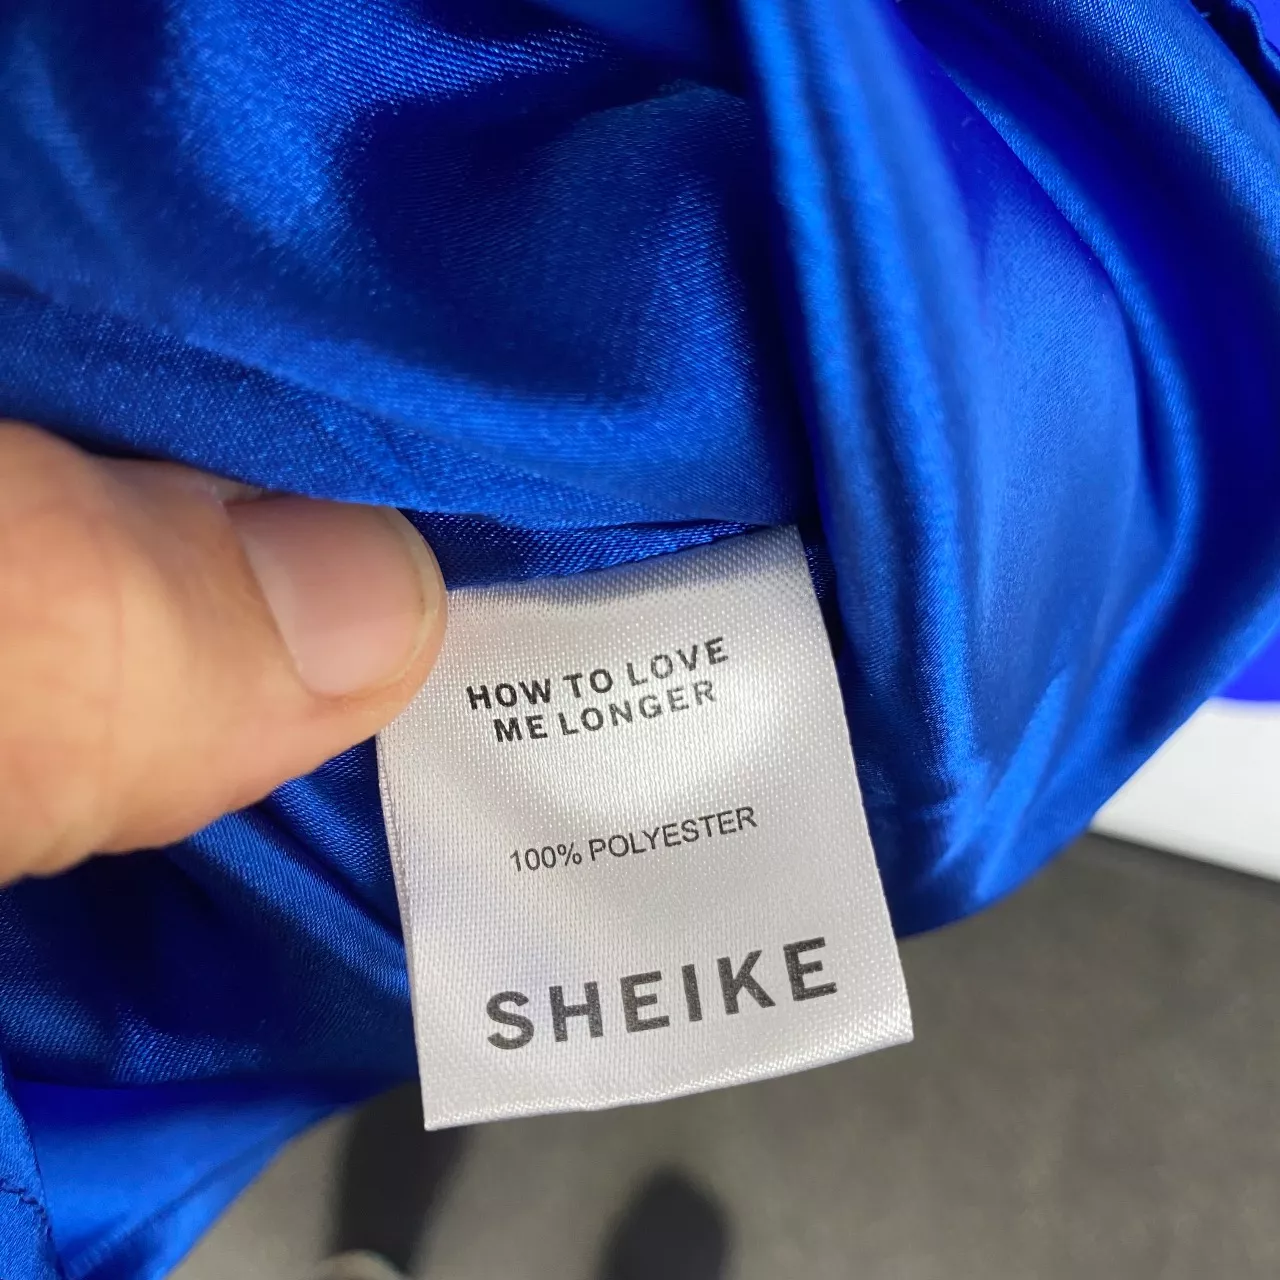 HOW TO LOVE
ME LONGER
100% POLYESTER
SHEIKE